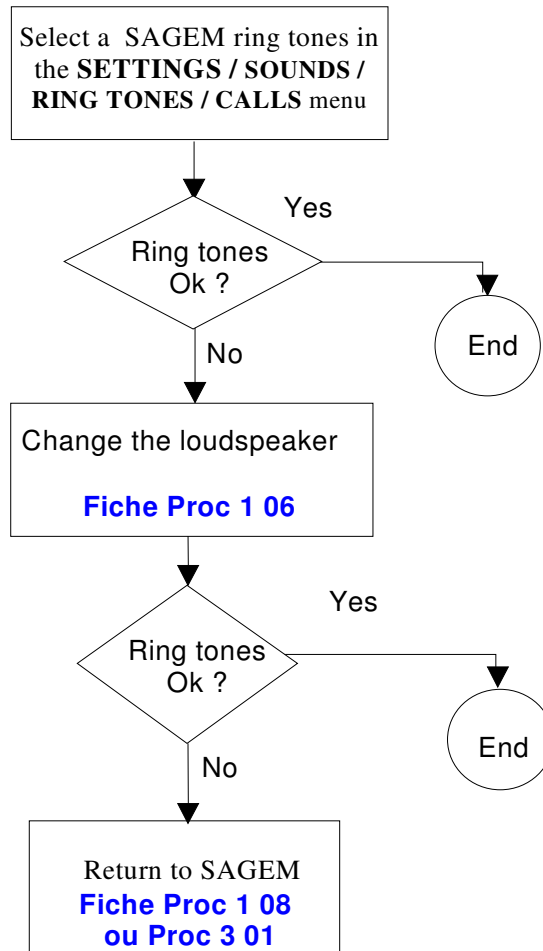 Select a SAGEM ring tones in
the SETTINGS / SOUNDS /
RING TONES / CALLS menu
Yes
Ring tones
Ok ?
End
No
Change the loudspeaker
Fiche Proc 1 06
Yes
Ring tones
Ok ?
End
No
Return to SAGEM
Fiche Proc 1 08
ou Proc 3 01